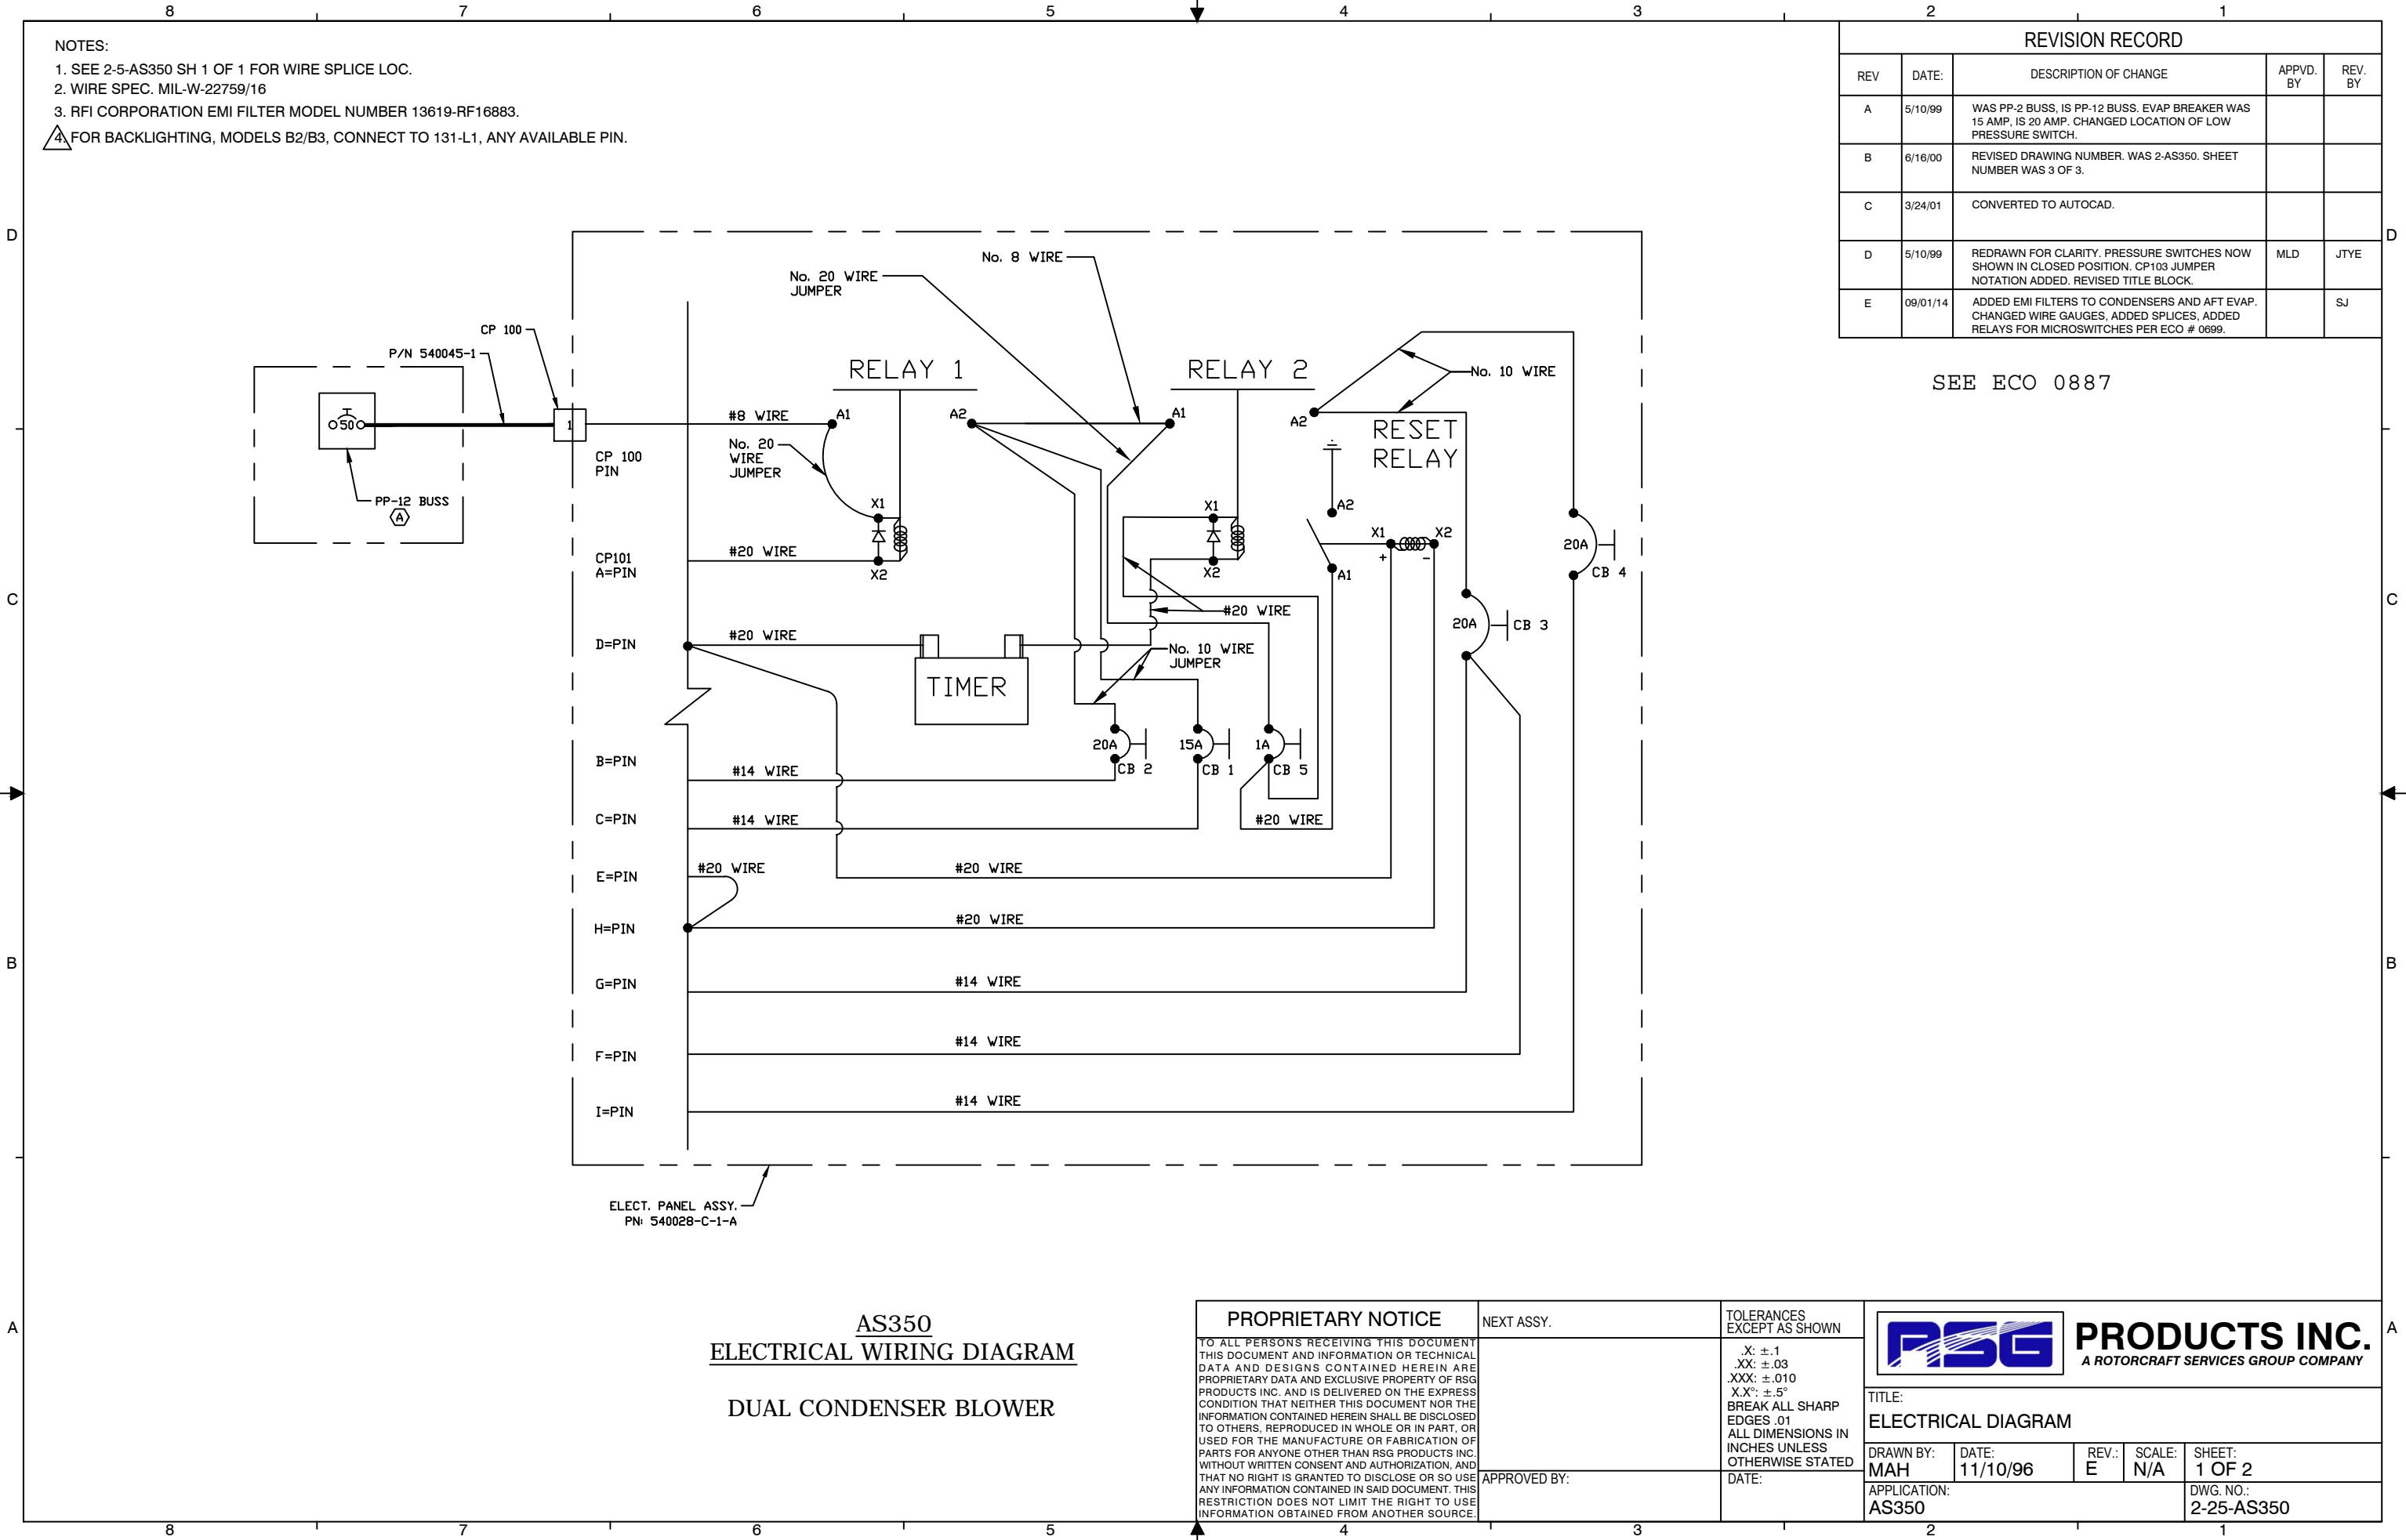 8 7 6 5 4 3 2 1
NOTES:
1. SEE 2-5-AS350 SH 1 OF 1 FOR WIRE SPLICE LOC.
2. WIRE SPEC. MIL-W-22759/16
3. RFI CORPORATION EMI FILTER MODEL NUMBER 13619-RF16883.
4. FOR BACKLIGHTING, MODELS B2/B3, CONNECT TO 131-L1, ANY AVAILABLE PIN.
REVISION RECORD
REV DATE: DESCRIPTION OF CHANGE APPVD. BY REV. BY
A 5/10/99 WAS PP-2 BUSS, IS PP-12 BUSS. EVAP BREAKER WAS
15 AMP, IS 20 AMP. CHANGED LOCATION OF LOW
PRESSURE SWITCH.
B 6/16/00 REVISED DRAWING NUMBER. WAS 2-AS350. SHEET
NUMBER WAS 3 OF 3.
C 3/24/01 CONVERTED TO AUTOCAD.
D 5/10/99 REDRAWN FOR CLARITY. PRESSURE SWITCHES NOW MLD JTYE
SHOWN IN CLOSED POSITION. CP103 JUMPER
NOTATION ADDED. REVISED TITLE BLOCK.
E 09/01/14 ADDED EMI FILTERS TO CONDENSERS AND AFT EVAP. SJ
CHANGED WIRE GAUGES, ADDED SPLICES, ADDED
RELAYS FOR MICROSWITCHES PER ECO # 0699.
SEE ECO 0887
D
D
No. 8 WIRE
No. 20 WIRE
JUMPER
CP 100
P/N 540045-1
RELAY 1
RELAY 2
No. 10 WIRE
50
1
#8 WIRE
A1
A2
A1
A2
RESET
RELAY
CP 100
PIN
No. 20
WIRE
JUMPER
PP-12 BUSS
A
X1
X1
A2
X1
X2
+
-
20A
CB 4
CP101
A=PIN
#20 WIRE
X2
X2
A1
C
C
#20 WIRE
20A
CB 3
D=PIN
#20 WIRE
No. 10 WIRE
JUMPER
TIMER
20A
CB 2
15A
CB 1
1A
CB 5
B=PIN
#14 WIRE
C=PIN
#14 WIRE
#20 WIRE
E=PIN
#20 WIRE
#20 WIRE
H=PIN
#20 WIRE
B
B
G=PIN
#14 WIRE
F=PIN
#14 WIRE
I=PIN
#14 WIRE
ELECT. PANEL ASSY.
PN: 540028-C-1-A
A
A
AS350
ELECTRICAL WIRING DIAGRAM
DUAL CONDENSER BLOWER
PROPRIETARY NOTICE
TO ALL PERSONS RECEIVING THIS DOCUMENT
THIS DOCUMENT AND INFORMATION OR TECHNICAL
DATA AND DESIGNS CONTAINED HEREIN ARE
PROPRIETARY DATA AND EXCLUSIVE PROPERTY OF RSG
PRODUCTS INC. AND IS DELIVERED ON THE EXPRESS
CONDITION THAT NEITHER THIS DOCUMENT NOR THE
INFORMATION CONTAINED HEREIN SHALL BE DISCLOSED
TO OTHERS, REPRODUCED IN WHOLE OR IN PART, OR
USED FOR THE MANUFACTURE OR FABRICATION OF
PARTS FOR ANYONE OTHER THAN RSG PRODUCTS INC.
WITHOUT WRITTEN CONSENT AND AUTHORIZATION, AND
THAT NO RIGHT IS GRANTED TO DISCLOSE OR SO USE
ANY INFORMATION CONTAINED IN SAID DOCUMENT. THIS
RESTRICTION DOES NOT LIMIT THE RIGHT TO USE
INFORMATION OBTAINED FROM ANOTHER SOURCE.
NEXT ASSY.
APPROVED BY:
TOLERANCES
EXCEPT AS SHOWN
.X: ±.1
.XX: ±.03
.XXX: ±.010
X.X°: ±.5°
BREAK ALL SHARP
EDGES .01
ALL DIMENSIONS IN
INCHES UNLESS
OTHERWISE STATED
DATE:
RSG PRODUCTS INC.
A ROTORCRAFT SERVICES GROUP COMPANY
TITLE:
ELECTRICAL DIAGRAM
DRAWN BY: DATE: REV.: SCALE: SHEET:
MAH 11/10/96 E N/A 1 OF 2
APPLICATION: DWG. NO.:
AS350 2-25-AS350
8 7 6 5 4 3 2 1